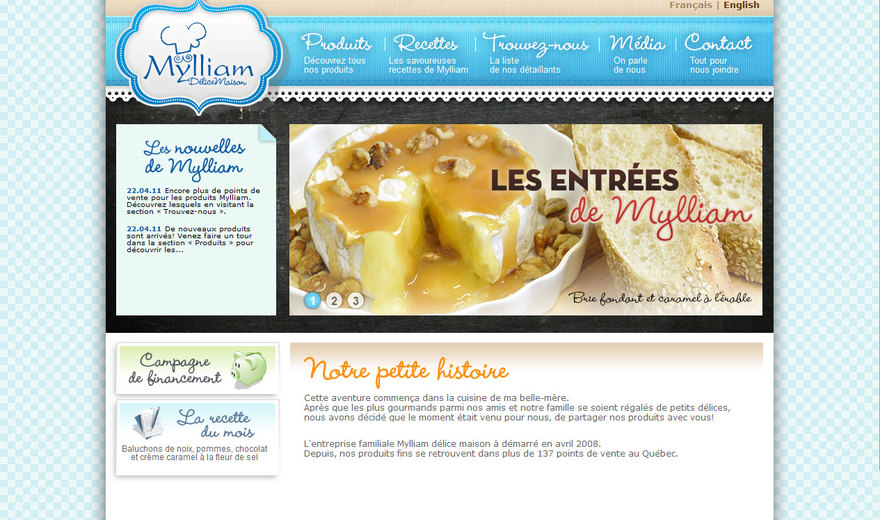 Français | English
Mylliam
Délice Maison
Produits
Découvrez tous
nos produits
Recettes
Les savoureuses
recettes de Mylliam
Trouvez-nous
La liste
de nos détaillants
Média
On parle
de nous
Contact
Tout pour
nous joindre
Les nouvelles
de Mylliam
22.04.11 Encore plus de points de
vente pour les produits Mylliam.
Découvrez lesquels en visitant la
section « Trouvez-nous ».
22.04.11 De nouveaux produits
sont arrivés! Venez faire un tour
dans la section « Produits » pour
découvrir les...
LES ENTRÉES
de Mylliam
1 2 3
Brie fondant et caramel à l'érable
Campagne
de financement
La recette
du mois
Baluchons de noix, pommes, chocolat
et crème caramel à la fleur de sel
Notre petite histoire
Cette aventure commença dans la cuisine de ma belle-mère.
Après que les plus gourmands parmi nos amis et notre famille se soient régalés de petits délices,
nous avons décidé que le moment était venu pour nous, de partager nos produits avec vous!
L'entreprise familiale Mylliam délice maison à démarré en avril 2008.
Depuis, nos produits fins se retrouvent dans plus de 137 points de vente au Québec.